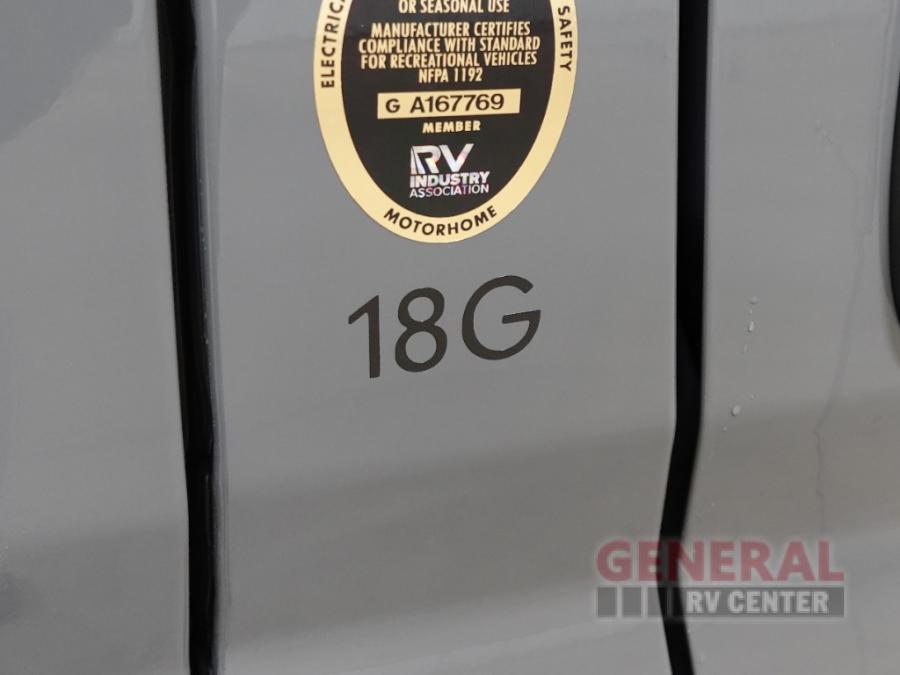 OR SEASONAL USE
MANUFACTURER CERTIFIES
COMPLIANCE WITH STANDARD
FOR RECREATIONAL VEHICLES
NFPA 1192
G A167769
MEMBER
RV
INDUSTRY
ASSOCIATION
SAFETY
MOTORHOME
18G
GENERAL
RV CENTER